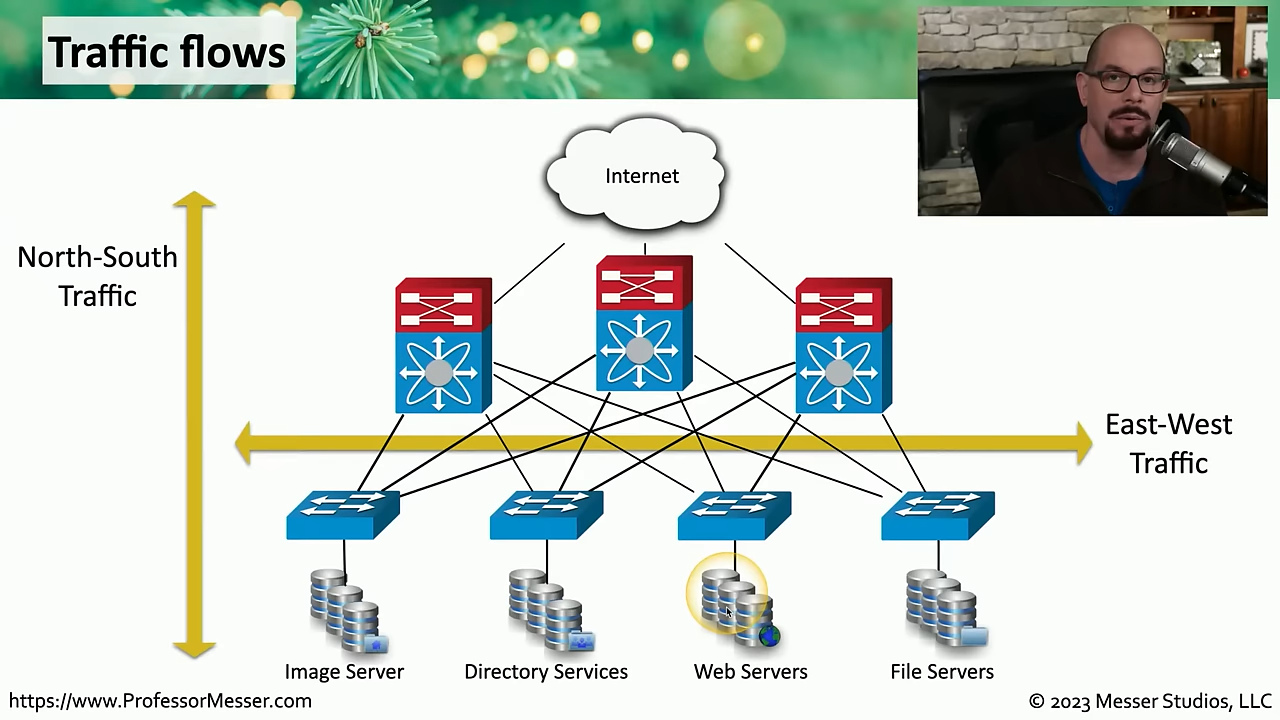 Traffic flows
Internet
North-South
Traffic
East-West
Traffic
Image Server
Directory Services
Web Servers
File Servers
https://www.ProfessorMesser.com
© 2023 Messer Studios, LLC